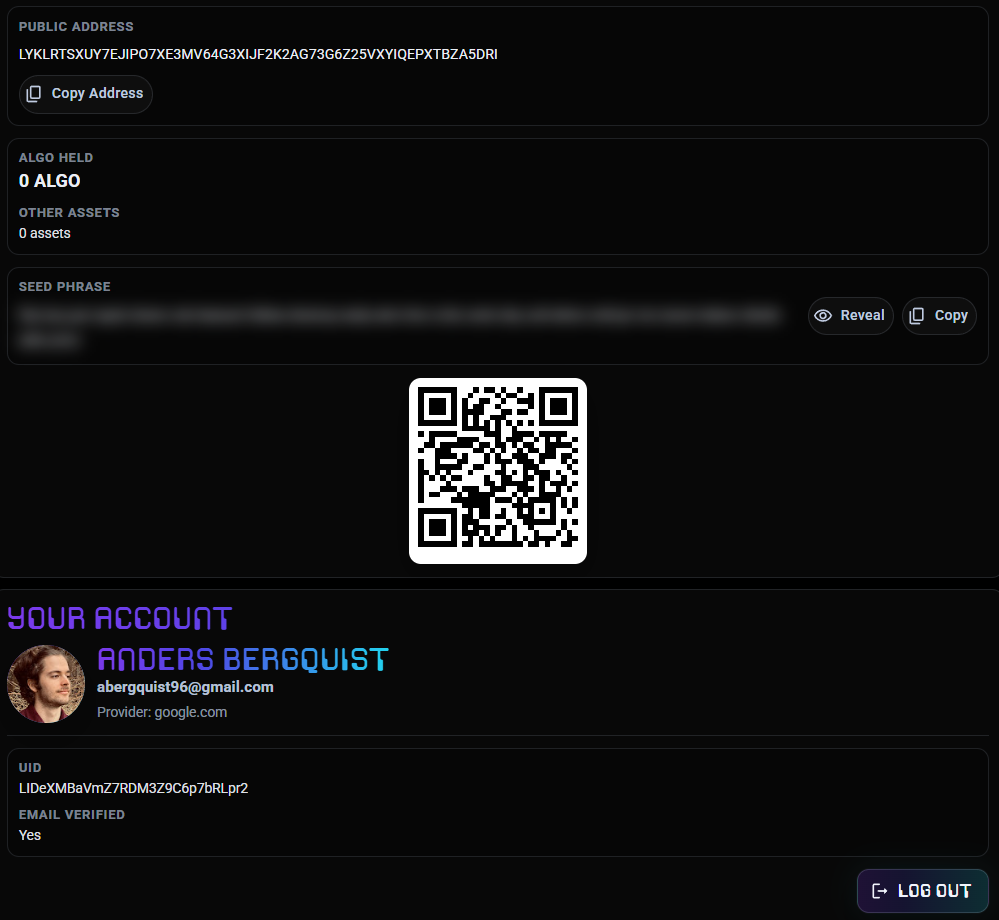 PUBLIC ADDRESS
LYKLRTSXUY7EJIPO7XE3MV64G3XIJF2K2AG73G6Z25VXYIQEPXTBZA5DRI
Copy Address
ALGO HELD
0 ALGO
OTHER ASSETS
0 assets
SEED PHRASE
Reveal
Copy
YOUR ACCOUNT
ANDERS BERGQUIST
abergquist96@gmail.com
Provider: google.com
UID
LIDeXMBaVmZ7RDM3Z9C6p7bRLpr2
EMAIL VERIFIED
Yes
LOG OUT